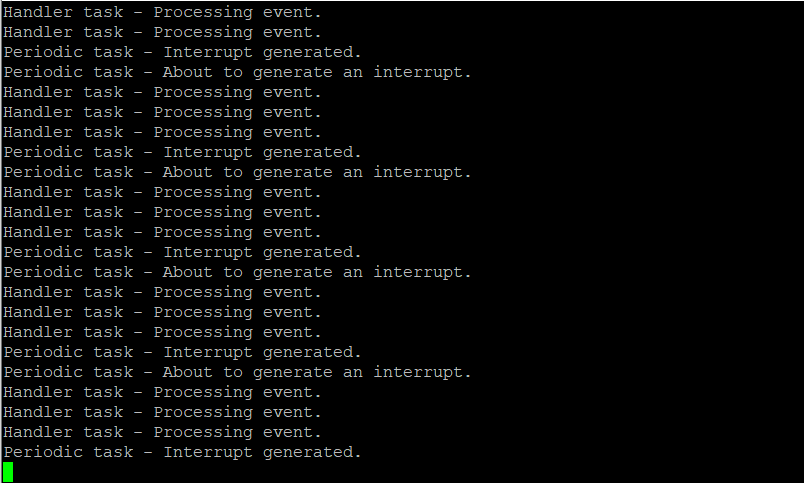 Handler task - Processing event.
Handler task - Processing event.
Periodic task - Interrupt generated.
Periodic task - About to generate an interrupt.
Handler task - Processing event.
Handler task - Processing event.
Handler task - Processing event.
Periodic task - Interrupt generated.
Periodic task - About to generate an interrupt.
Handler task - Processing event.
Handler task - Processing event.
Handler task - Processing event.
Periodic task - Interrupt generated.
Periodic task - About to generate an interrupt.
Handler task - Processing event.
Handler task - Processing event.
Handler task - Processing event.
Periodic task - Interrupt generated.
Periodic task - About to generate an interrupt.
Handler task - Processing event.
Handler task - Processing event.
Handler task - Processing event.
Periodic task - Interrupt generated.